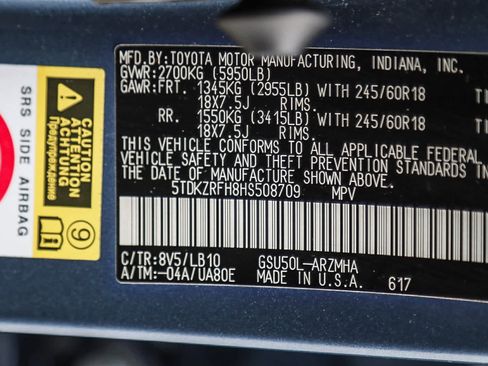 MFD.BY:TOYOTA MOTOR MANUFACTURING, INDIANA, INC.
GVWR:2700KG (5950LB)
GAWR:FRT. 1345KG (2955LB) WITH 245/60R18
18X7.5J RIMS.
RR. 1550KG (3415LB) WITH 245/60R18
18X7.5J RIMS.
THIS VEHICLE CONFORMS TO ALL APPLICABLE FEDERAL
VEHICLE SAFETY AND THEFT PREVENTION STANDARDS IN
THE DATE OF MANUFACTURE SHOWN ABOVE.
5TDKZRFH8HS508709 MPV
C/TR:8V5/LB10 GSU50L-ARZMHA
A/TM:-04A/UA80E MADE IN U.S.A. 617
SRS SIDE AIRBAG
CAUTION
ATTENTION
ACHTUNG
Предупреждение
9